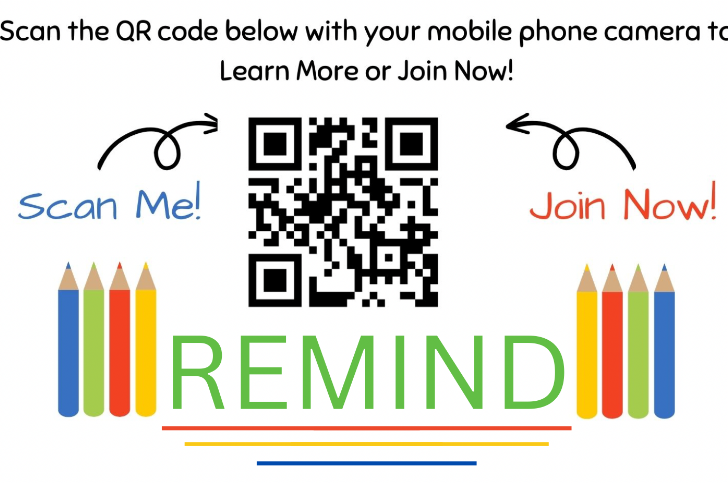 Scan the QR code below with your mobile phone camera to
Learn More or Join Now!
Scan Me!
Join Now!
REMIND